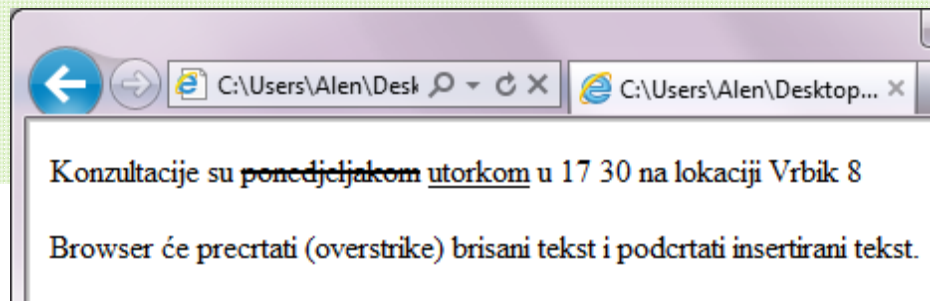 C:\Users\Alen\Desk
C:\Users\Alen\Desktop...
Konzultacije su ponedjeljakom utorkom u 17 30 na lokaciji Vrbik 8
Browser će precrtati (overstrike) brisani tekst i podcrtati insertirani tekst.